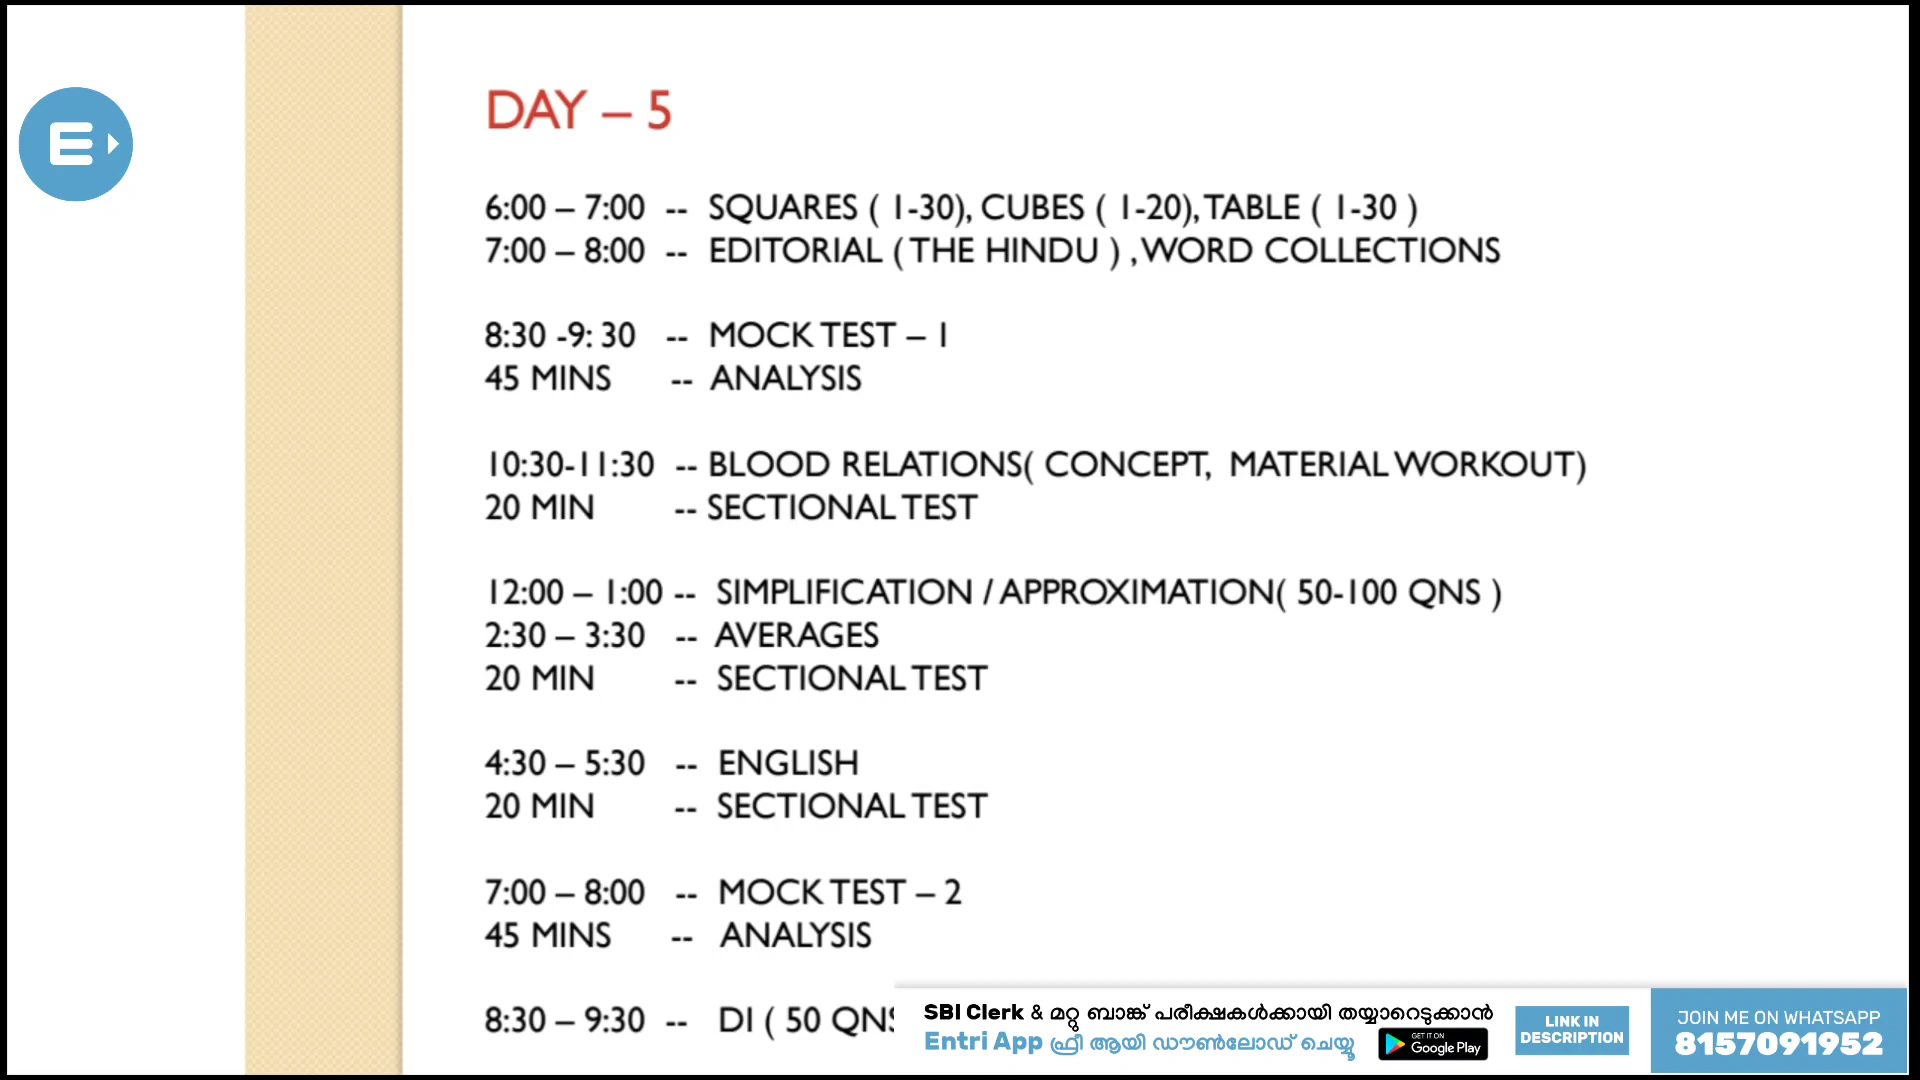 E
DAY – 5
6:00 – 7:00 -- SQUARES ( 1-30), CUBES ( 1-20), TABLE ( 1-30 )
7:00 – 8:00 -- EDITORIAL ( THE HINDU ) , WORD COLLECTIONS
8:30 -9: 30 -- MOCK TEST – 1
45 MINS -- ANALYSIS
10:30-11:30 -- BLOOD RELATIONS( CONCEPT, MATERIAL WORKOUT)
20 MIN -- SECTIONAL TEST
12:00 – 1:00 -- SIMPLIFICATION / APPROXIMATION( 50-100 QNS )
2:30 – 3:30 -- AVERAGES
20 MIN -- SECTIONAL TEST
4:30 – 5:30 -- ENGLISH
20 MIN -- SECTIONAL TEST
7:00 – 8:00 -- MOCK TEST – 2
45 MINS -- ANALYSIS
8:30 – 9:30 -- DI ( 50 QNS
SBI Clerk & മറ്റു ബാങ്ക് പരീക്ഷകൾക്കായി തയ്യാറെടുക്കാൻ
Entri App ഫ്രീ ആയി ഡൗൺലോഡ് ചെയ്യൂ
GET IT ON
Google Play
LINK IN
DESCRIPTION
JOIN ME ON WHATSAPP
8157091952